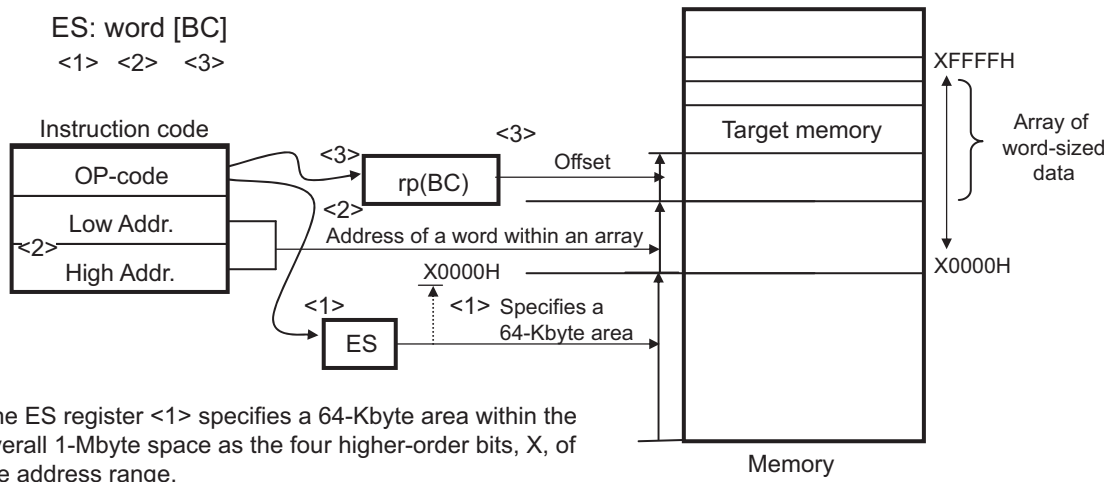 ES: word [BC]
<1> <2> <3>
XFFFFH
Instruction code
Target memory
Array of
word-sized
data
<3>
<3>
OP-code
rp(BC)
Offset
<2>
Low Addr.
<2>
Address of a word within an array
High Addr.
X0000H
X0000H
<1>
<1> Specifies a
64-Kbyte area
ES
ES register <1> specifies a 64-Kbyte area within the
overall 1-Mbyte space as the four higher-order bits, X, of
address range.
Memory